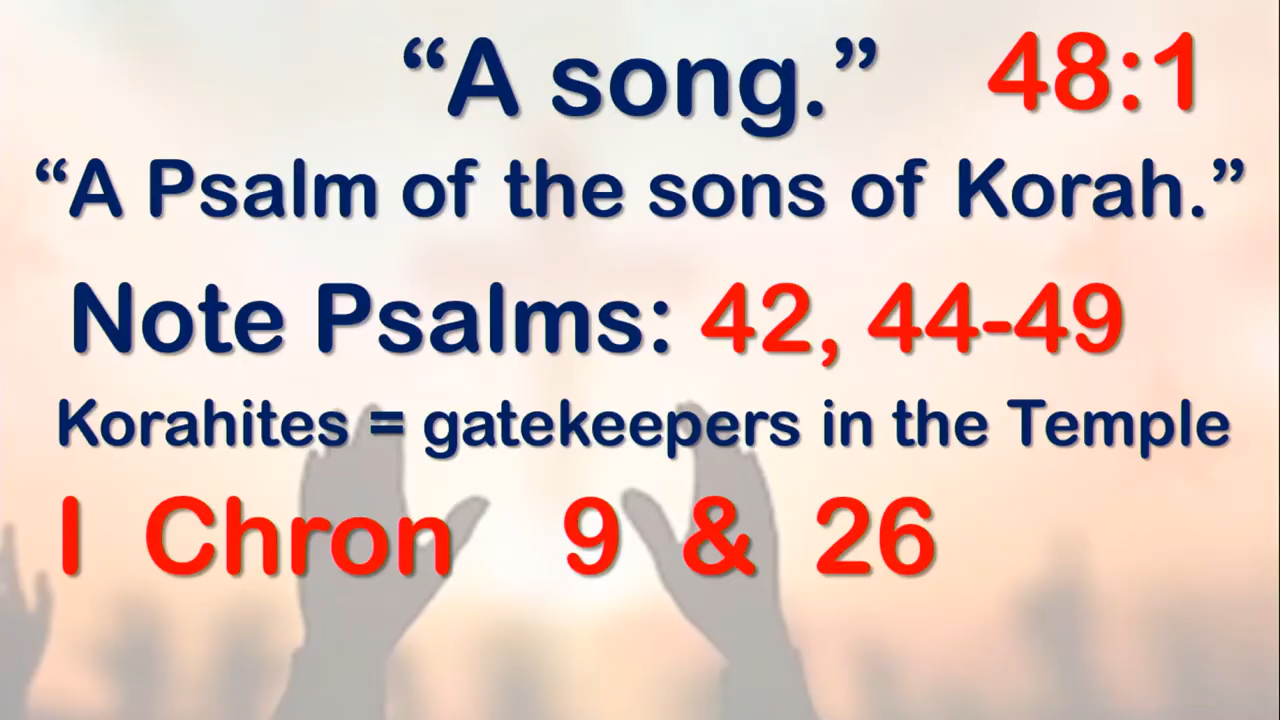 “A song.” 48:1
“A Psalm of the sons of Korah.”
Note Psalms: 42, 44-49
Korahites = gatekeepers in the Temple
I Chron 9 & 26